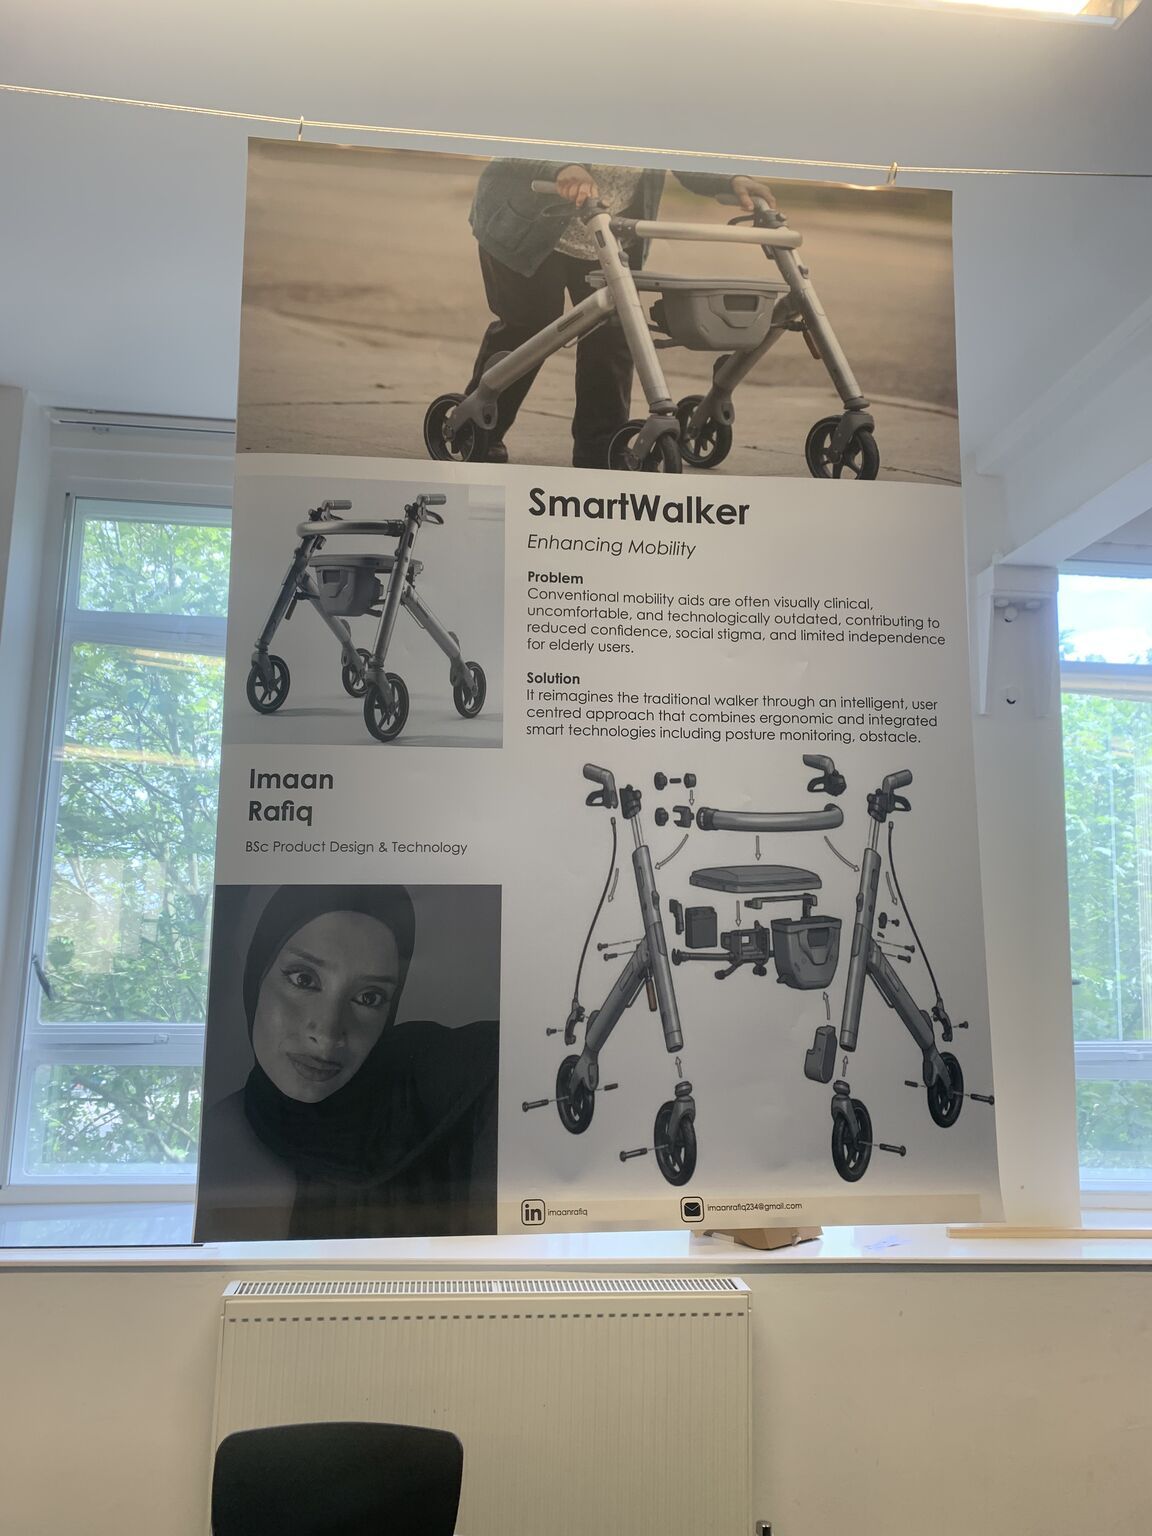 SmartWalker
Enhancing Mobility
Problem
Conventional mobility aids are often visually clinical,
uncomfortable, and technologically outdated, contributing to
reduced confidence, social stigma, and limited independence
for elderly users.
Solution
It reimagines the traditional walker through an intelligent, user
centred approach that combines ergonomic and integrated
smart technologies including posture monitoring, obstacle.
Imaan
Rafiq
BSc Product Design & Technology
in imaanrafiq
imaanrafiq234@gmail.com